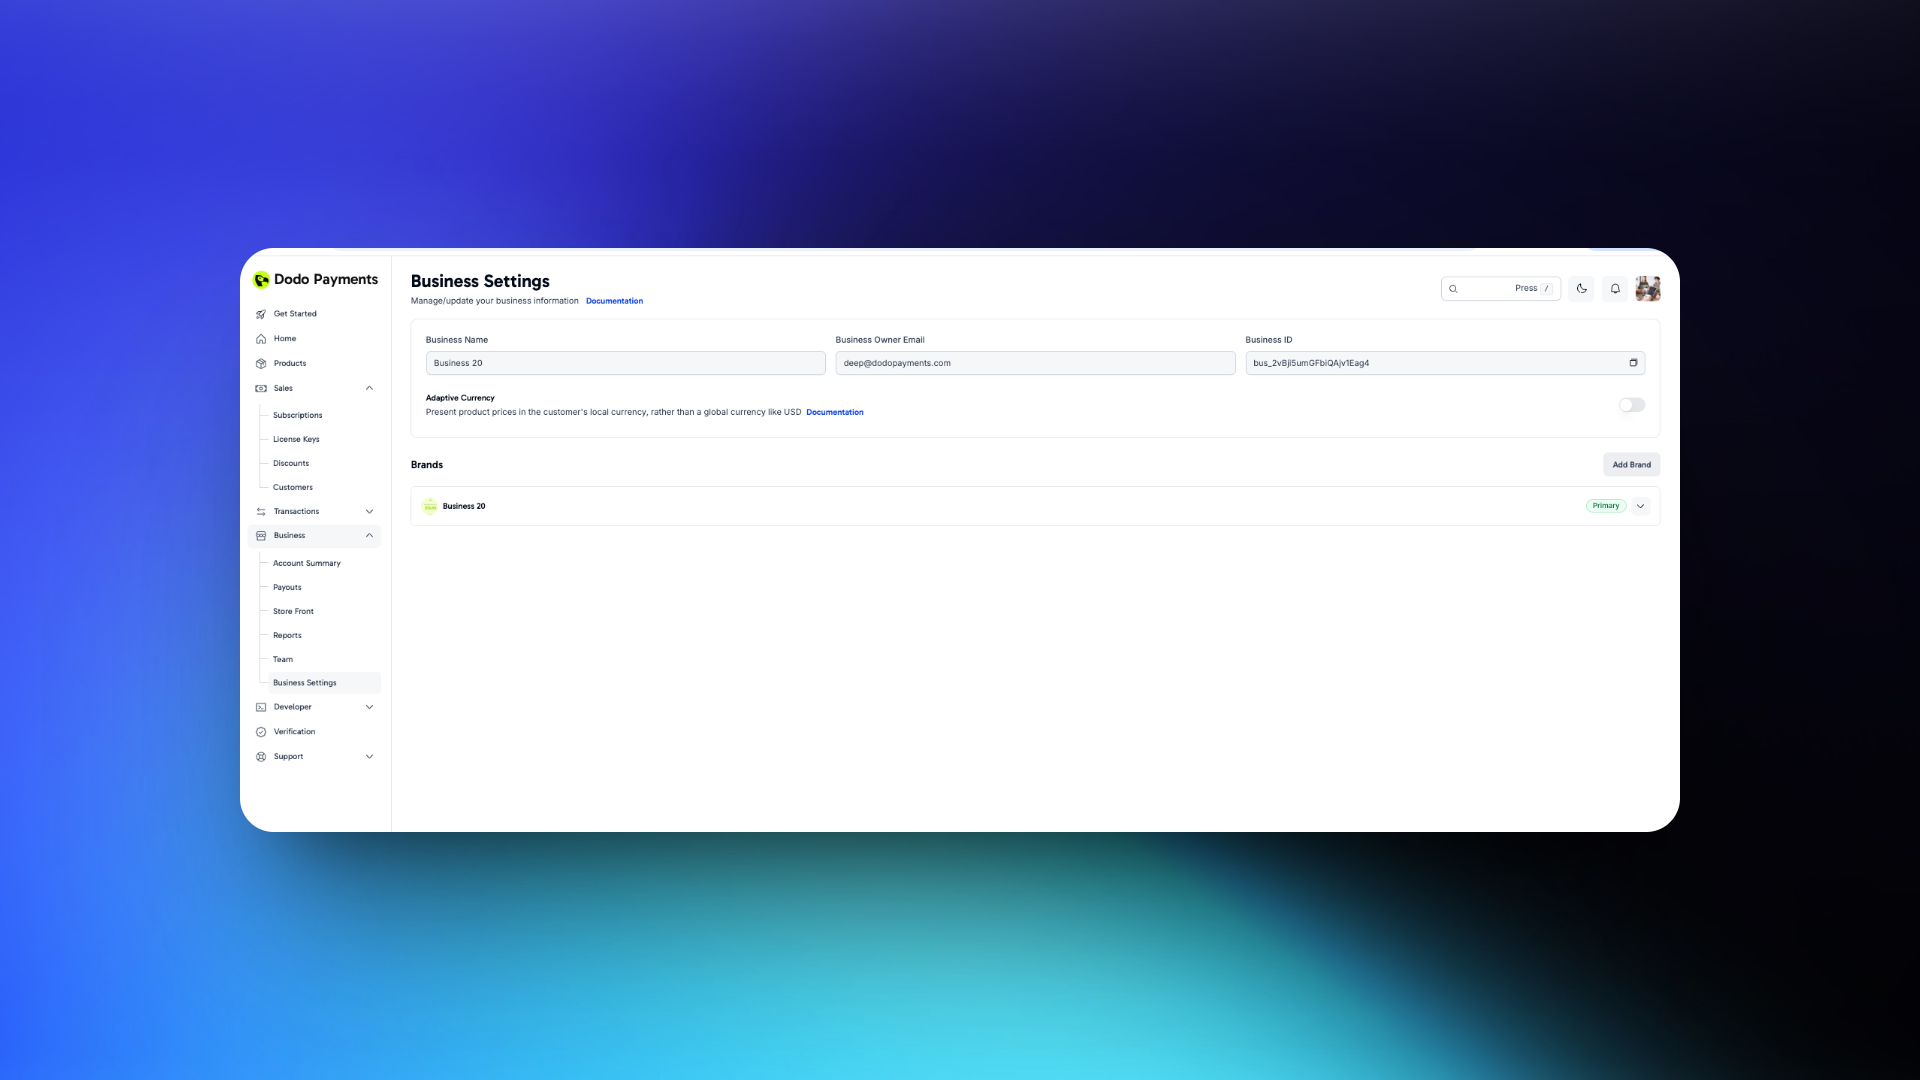 Dodo Payments
Get Started
Home
Products
Sales
Subscriptions
License Keys
Discounts
Customers
Transactions
Business
Account Summary
Payouts
Store Front
Reports
Team
Business Settings
Developer
Verification
Support
Business Settings
Manage/update your business information Documentation
Press /
Business Name
Business 20
Business Owner Email
deep@dodopayments.com
Business ID
bus_2vBji5umGFbiQAjv1Eag4
Adaptive Currency
Present product prices in the customer's local currency, rather than a global currency like USD Documentation
Brands
Add Brand
Business 20
Primary